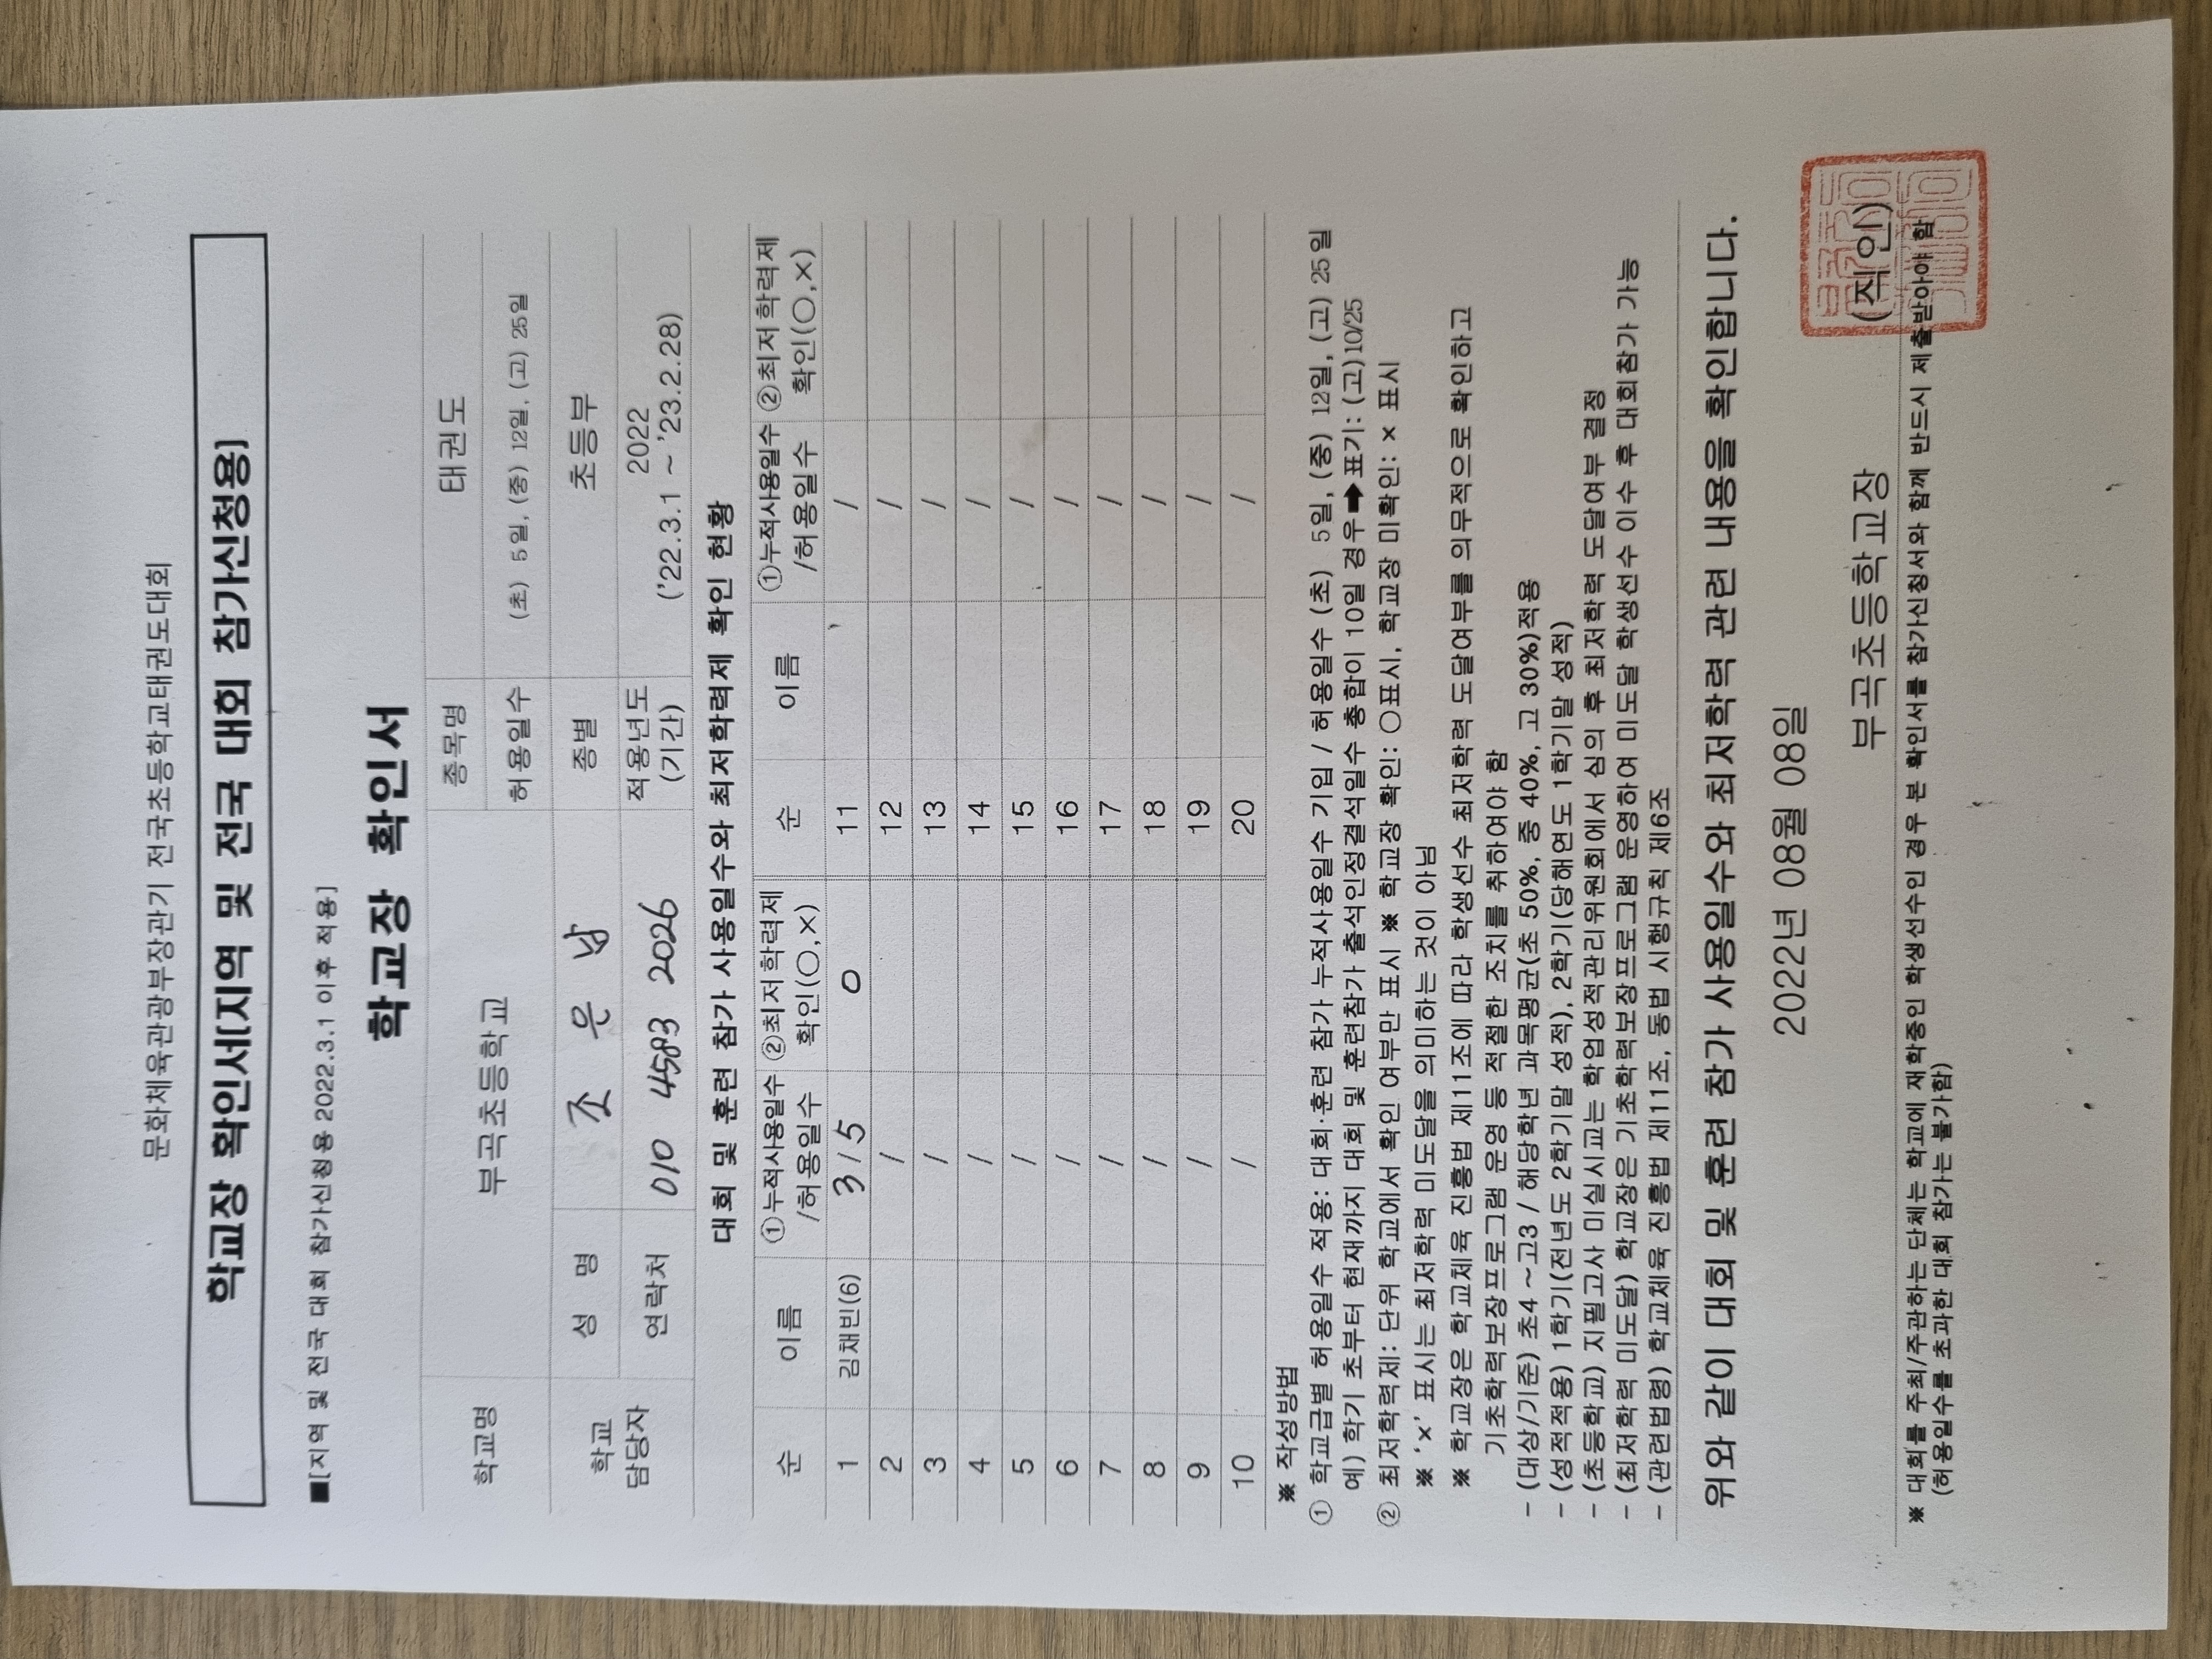 문화체육관광부장관기 전국초등학교태권도대회
학교장 확인서[지역 및 전국 대회 참가신청용]
■[지역 및 전국 대회 참가신청용 2022.3.1 이후 적용]
학교장 확인서
학교명 부곡초등학교 종목명 태권도
허용일수 (초) 5일, (중) 12일, (고) 25일
학교 담당자 성 명 조 은 남 종별 초등부
연락처 010 4583 2026 적용년도 (기간) 2022 ('22.3.1 ~ '23.2.28)
대회 및 훈련 참가 사용일수와 최저학력제 확인 현황
순 이름 ①누적사용일수 /허용일수 ②최저학력제 확인(○,×) 순 이름 ①누적사용일수 /허용일수 ②최저학력제 확인(○,×)
1 김채빈(6) 3 / 5 O 11 /
2 / 12 /
3 / 13 /
4 / 14 /
5 / 15 /
6 / 16 /
7 / 17 /
8 / 18 /
9 / 19 /
10 / 20 /
※ 작성방법
① 학교급별 허용일수 적용: 대회·훈련 참가 누적사용일수 기입 / 허용일수 (초) 5일, (중) 12일, (고) 25일
예) 학기 초부터 현재까지 대회 및 훈련참가 출석인정결석일수 총합이 10일 경우➡표기: (고)10/25
② 최저학력제: 단위 학교에서 확인 여부만 표시 ※ 학교장 확인: ○표시, 학교장 미확인: × 표시
※ '×' 표시는 최저학력 미도달을 의미하는 것이 아님
※ 학교장은 학교체육 진흥법 제11조에 따라 학생선수 최저학력 도달여부를 의무적으로 확인하고
기초학력보장프로그램 운영 등 적절한 조치를 취하여야 함
- (대상/기준) 초4 ~고3 / 해당학년 과목평균(초 50%, 중 40%, 고 30%)적용
- (성적적용) 1학기(전년도 2학기말 성적), 2학기(당해연도 1학기말 성적)
- (초등학교) 지필고사 미실시교는 학업성적관리위원회에서 심의 후 최저학력 도달여부 결정
- (최저학력 미도달) 학교장은 기초학력보장프로그램 운영하여 미도달 학생선수 이수 후 대회참가 가능
- (관련법령) 학교체육 진흥법 제11조, 동법 시행규칙 제6조
위와 같이 대회 및 훈련 참가 사용일수와 최저학력 관련 내용을 확인합니다.
2022년 08월 08일
부곡초등학교장 (직인)
※ 대회를 주최/주관하는 단체는 학교에 재학중인 학생선수인 경우 본 확인서를 참가신청서와 함께 반드시 제출받아야 함
(허용일수를 초과한 대회 참가는 불가함)